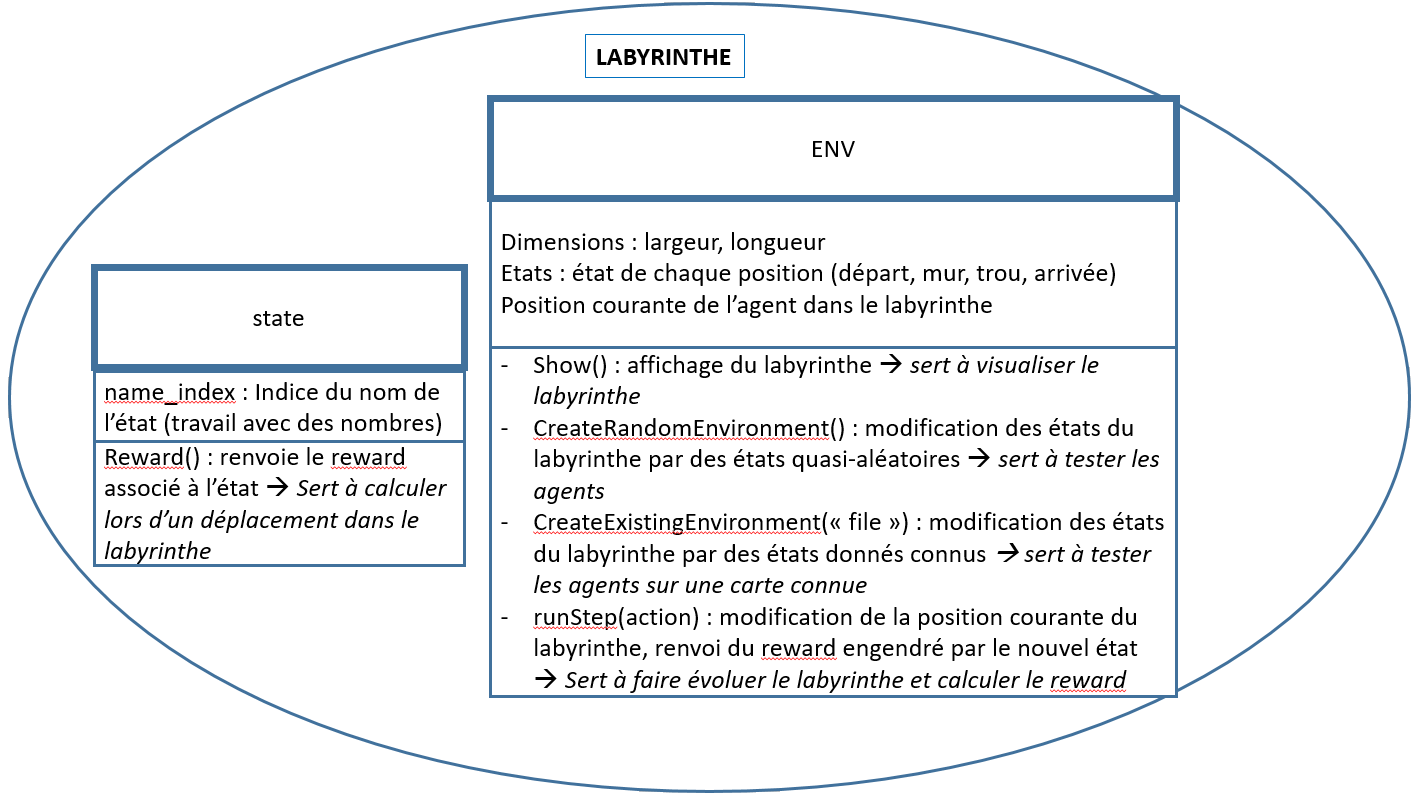 LABYRINTHE
ENV
Dimensions : largeur, longueur
Etats : état de chaque position (départ, mur, trou, arrivée)
Position courante de l’agent dans le labyrinthe
- Show() : affichage du labyrinthe → sert à visualiser le
labyrinthe
- CreateRandomEnvironment() : modification des états du
labyrinthe par des états quasi-aléatoires → sert à tester les
agents
- CreateExistingEnvironment(« file ») : modification des états
du labyrinthe par des états donnés connus → sert à tester
les agents sur une carte connue
- runStep(action) : modification de la position courante du
labyrinthe, renvoi du reward engendré par le nouvel état
→ Sert à faire évoluer le labyrinthe et calculer le reward
state
name_index : Indice du nom de
l’état (travail avec des nombres)
Reward() : renvoie le reward
associé à l’état → Sert à calculer
lors d’un déplacement dans le
labyrinthe